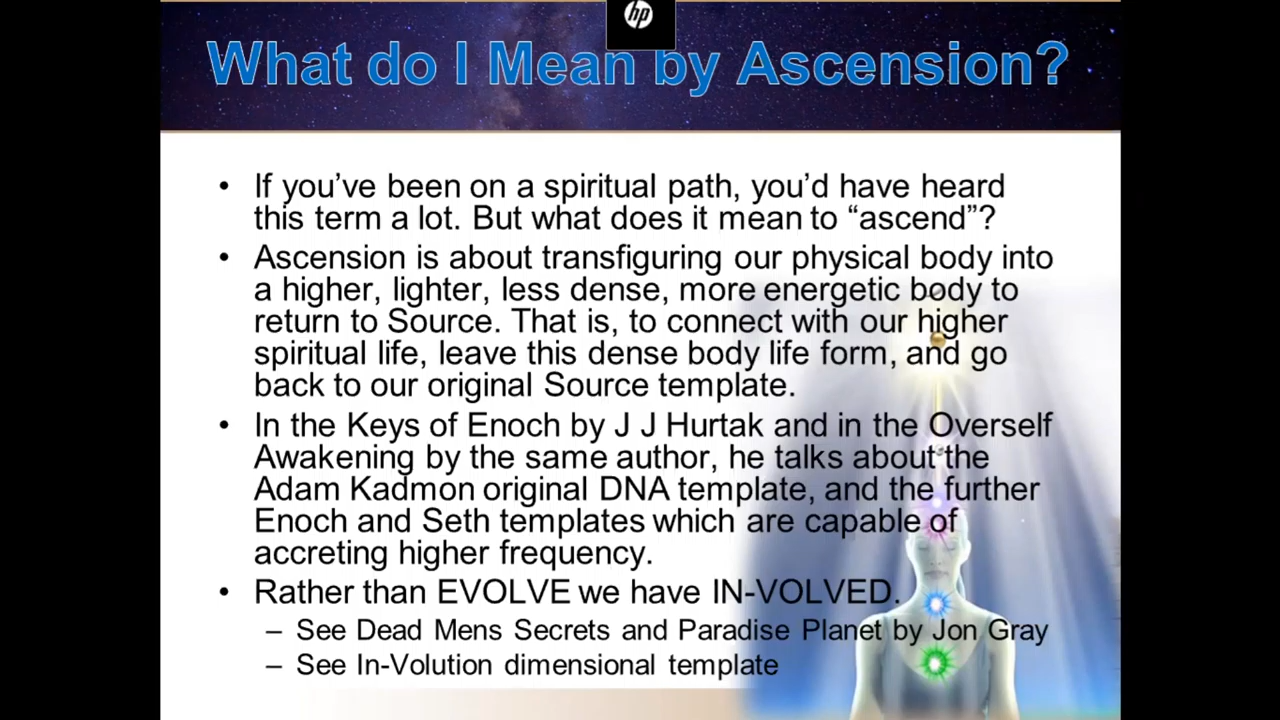 hp
What do I Mean by Ascension?
• If you’ve been on a spiritual path, you’d have heard
this term a lot. But what does it mean to “ascend”?
• Ascension is about transfiguring our physical body into
a higher, lighter, less dense, more energetic body to
return to Source. That is, to connect with our higher
spiritual life, leave this dense body life form, and go
back to our original Source template.
• In the Keys of Enoch by J J Hurtak and in the Overself
Awakening by the same author, he talks about the
Adam Kadmon original DNA template, and the further
Enoch and Seth templates which are capable of
accreting higher frequency.
• Rather than EVOLVE we have IN-VOLVED.
– See Dead Mens Secrets and Paradise Planet by Jon Gray
– See In-Volution dimensional template